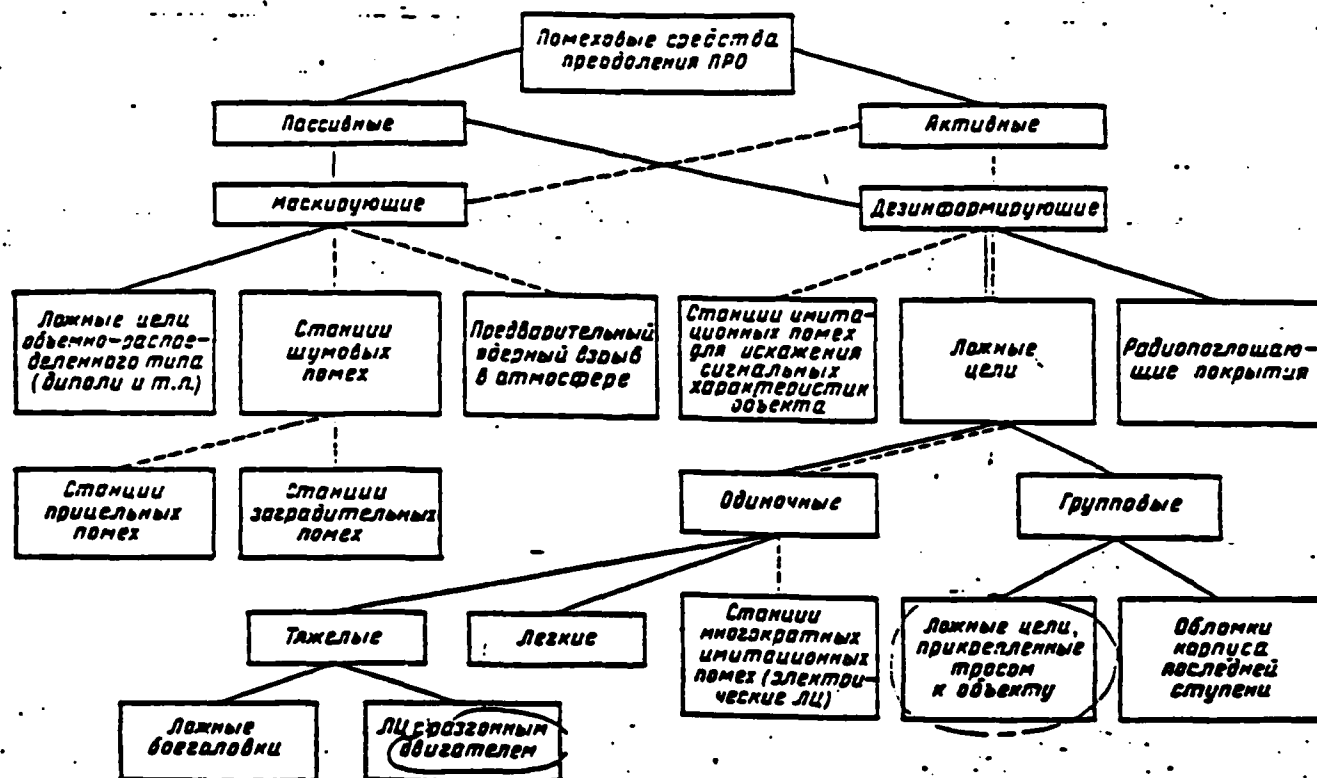 Помеховые средства
преодоления ПРО
Пассивные
Активные
Маскирующие
Дезинформирующие
Ложные цели
объемно-распре-
деленного типа
(диполи и т.п.)
Станции
шумовых
помех
Предварительный
ядерный взрыв
в атмосфере
Станции имита-
ционных помех
для искажения
сигнальных
характеристик
объекта
Ложные
цели
Радиопоглощаю-
щие покрытия
Станции
прицельных
помех
Станции
заградительных
помех
Одиночные
Групповые
Тяжелые
Легкие
Станции
многократных
имитационных
помех (электри-
ческие ЛЦ)
Ложные цели,
прикрепленные
тросом
к объекту
Обломки
корпуса
последней
ступени
Ложные
боеголовки
ЛЦ с разгонным
двигателем